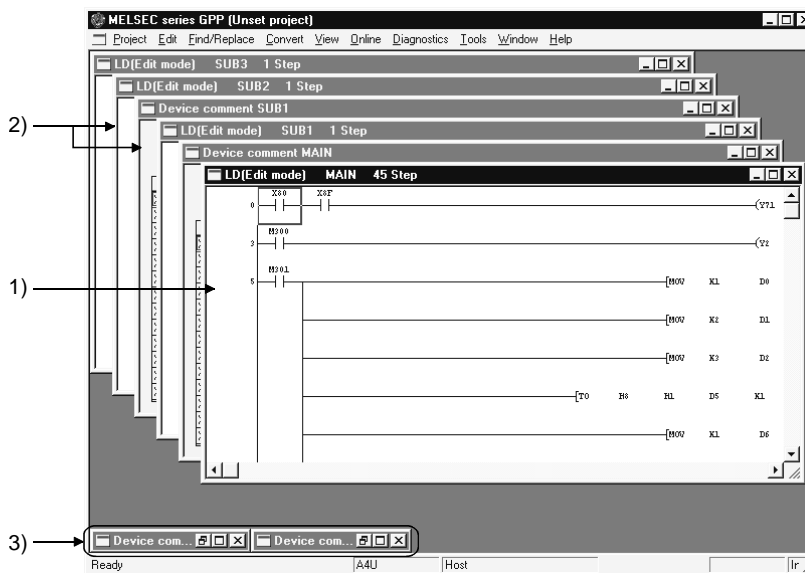 MELSEC series GPP (Unset project)
Project Edit Find/Replace Convert View Online Diagnostics Tools Window Help
LD(Edit mode) SUB3 1 Step
LD(Edit mode) SUB2 1 Step
Device comment SUB1
LD(Edit mode) SUB1 1 Step
Device comment MAIN
LD(Edit mode) MAIN 45 Step
X80 X8F
0 (Y71
M300
3 (Y2
M301
5 [MOV K1 D0
[MOV K2 D1
[MOV K3 D2
[TO H8 H1 D5 K1
[MOV K1 D6
1)
2)
3)
Device com... Device com...
Ready A4U Host